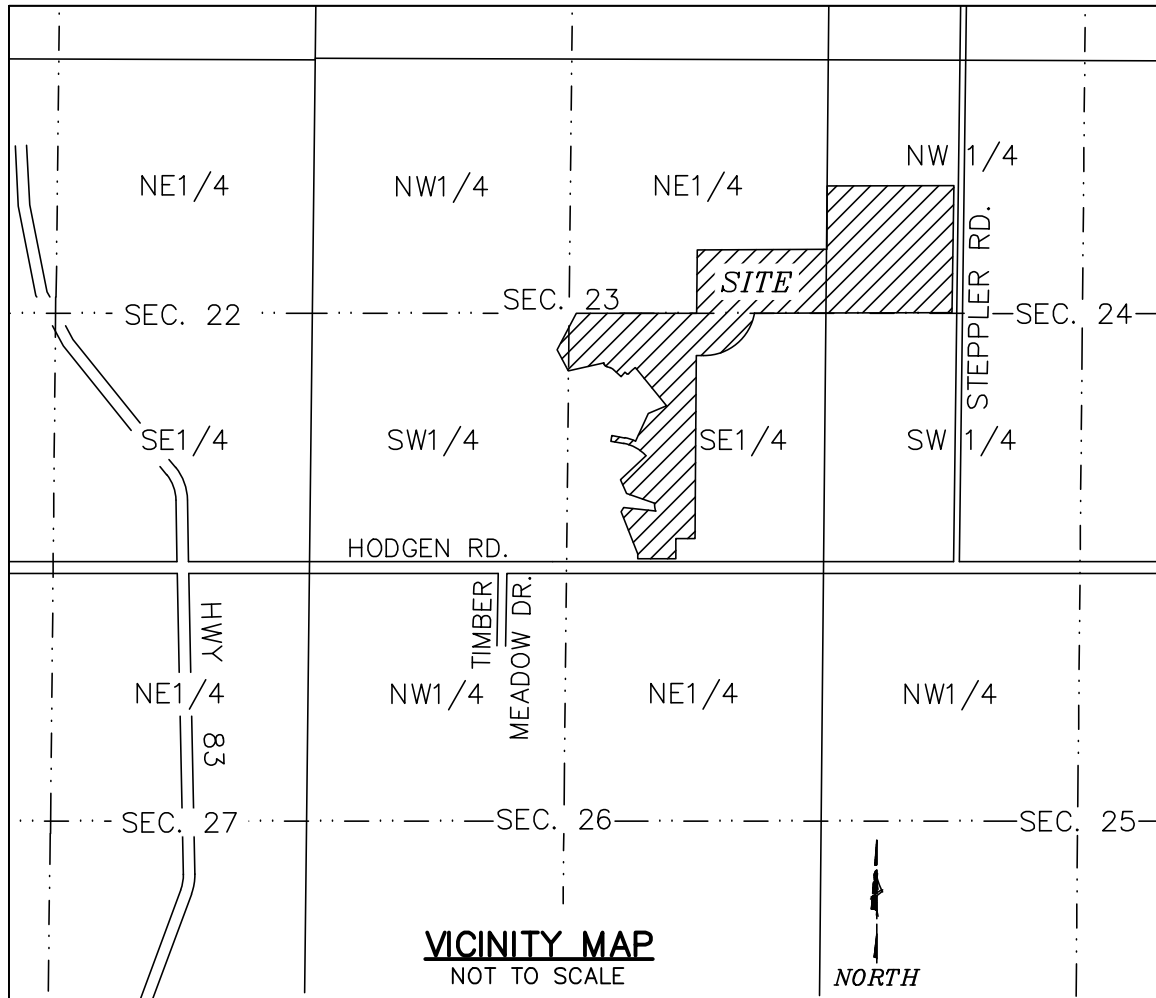 NW 1/4
NE1/4
NW1/4
NE1/4
STEPPLER RD.
SITE
SEC. 22
SEC. 23
SEC. 24
SE1/4
SW1/4
SE1/4
SW 1/4
HODGEN RD.
TIMBER
MEADOW DR.
HWY 83
NE1/4
NW1/4
NE1/4
NW1/4
SEC. 27
SEC. 26
SEC. 25
VICINITY MAP
NOT TO SCALE
NORTH